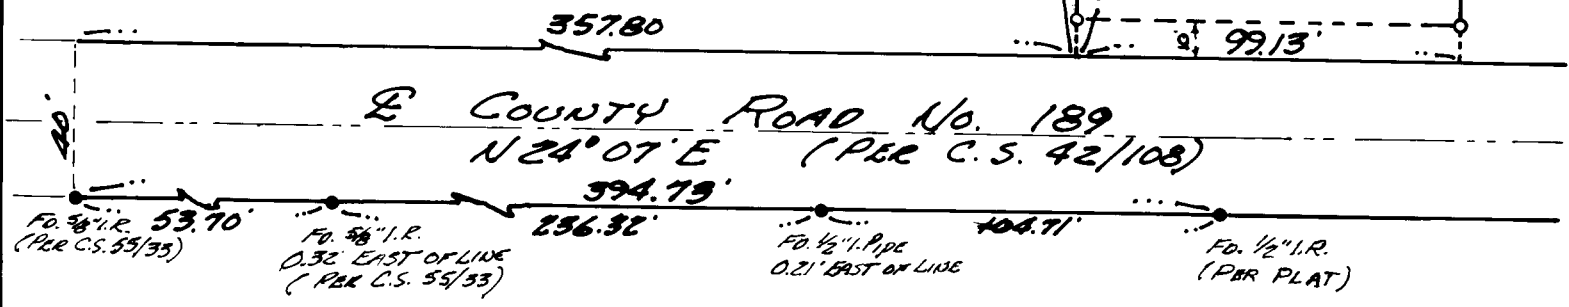 357.80
99.13'
40'
℄ COUNTY ROAD No. 189
N 24° 07' E (PER C.S. 42/108)
394.73'
53.70'
236.32'
104.71'
FD. 5/8" I.R.
(PER C.S. 55/33)
FD. 5/8" I.R.
0.32' EAST OF LINE
(PER C.S. 55/33)
FD. 1/2" I. PIPE
0.21' EAST OF LINE
FD. 1/2" I.R.
(PER PLAT)